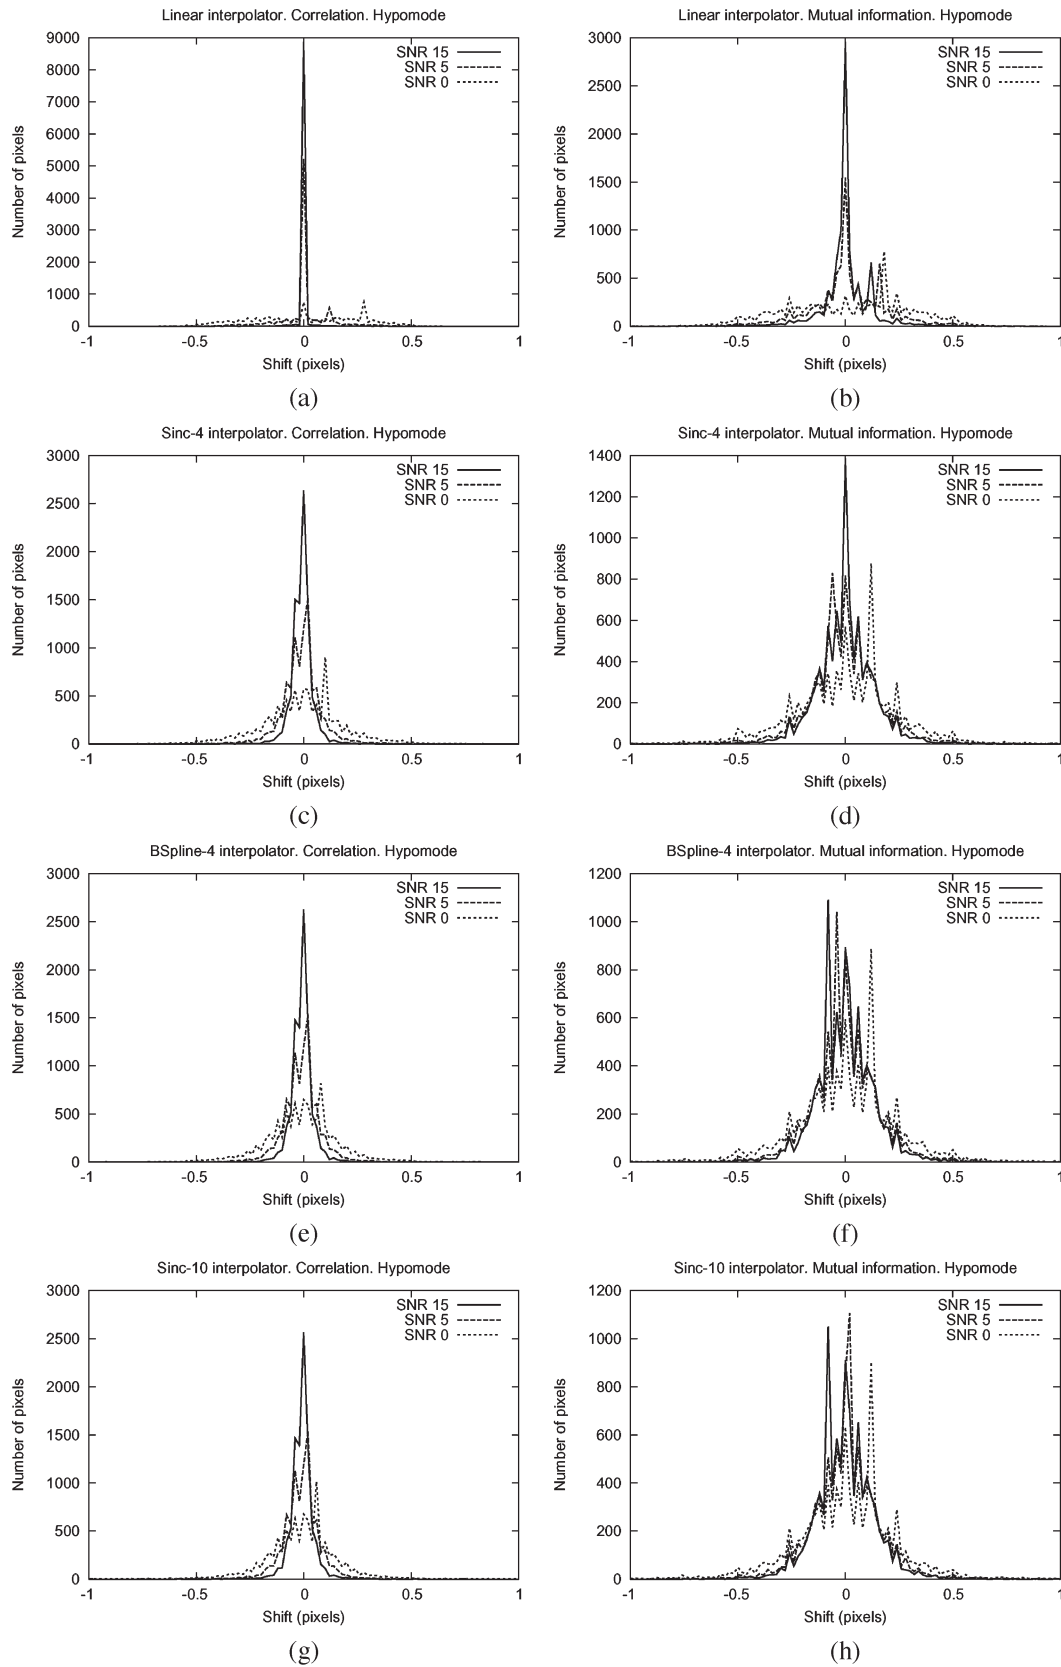 Linear interpolator. Correlation. Hypomode
9000
8000
7000
6000
5000
4000
3000
2000
1000
0
-1
-0.5
0
0.5
1
Number of pixels
Shift (pixels)
SNR 15
SNR 5
SNR 0
(a)
Linear interpolator. Mutual information. Hypomode
3000
2500
2000
1500
1000
500
0
-1
-0.5
0
0.5
1
Number of pixels
Shift (pixels)
SNR 15
SNR 5
SNR 0
(b)
Sinc-4 interpolator. Correlation. Hypomode
3000
2500
2000
1500
1000
500
0
-1
-0.5
0
0.5
1
Number of pixels
Shift (pixels)
SNR 15
SNR 5
SNR 0
(c)
Sinc-4 interpolator. Mutual information. Hypomode
1400
1200
1000
800
600
400
200
0
-1
-0.5
0
0.5
1
Number of pixels
Shift (pixels)
SNR 15
SNR 5
SNR 0
(d)
BSpline-4 interpolator. Correlation. Hypomode
3000
2500
2000
1500
1000
500
0
-1
-0.5
0
0.5
1
Number of pixels
Shift (pixels)
SNR 15
SNR 5
SNR 0
(e)
BSpline-4 interpolator. Mutual information. Hypomode
1200
1000
800
600
400
200
0
-1
-0.5
0
0.5
1
Number of pixels
Shift (pixels)
SNR 15
SNR 5
SNR 0
(f)
Sinc-10 interpolator. Correlation. Hypomode
3000
2500
2000
1500
1000
500
0
-1
-0.5
0
0.5
1
Number of pixels
Shift (pixels)
SNR 15
SNR 5
SNR 0
(g)
Sinc-10 interpolator. Mutual information. Hypomode
1200
1000
800
600
400
200
0
-1
-0.5
0
0.5
1
Number of pixels
Shift (pixels)
SNR 15
SNR 5
SNR 0
(h)